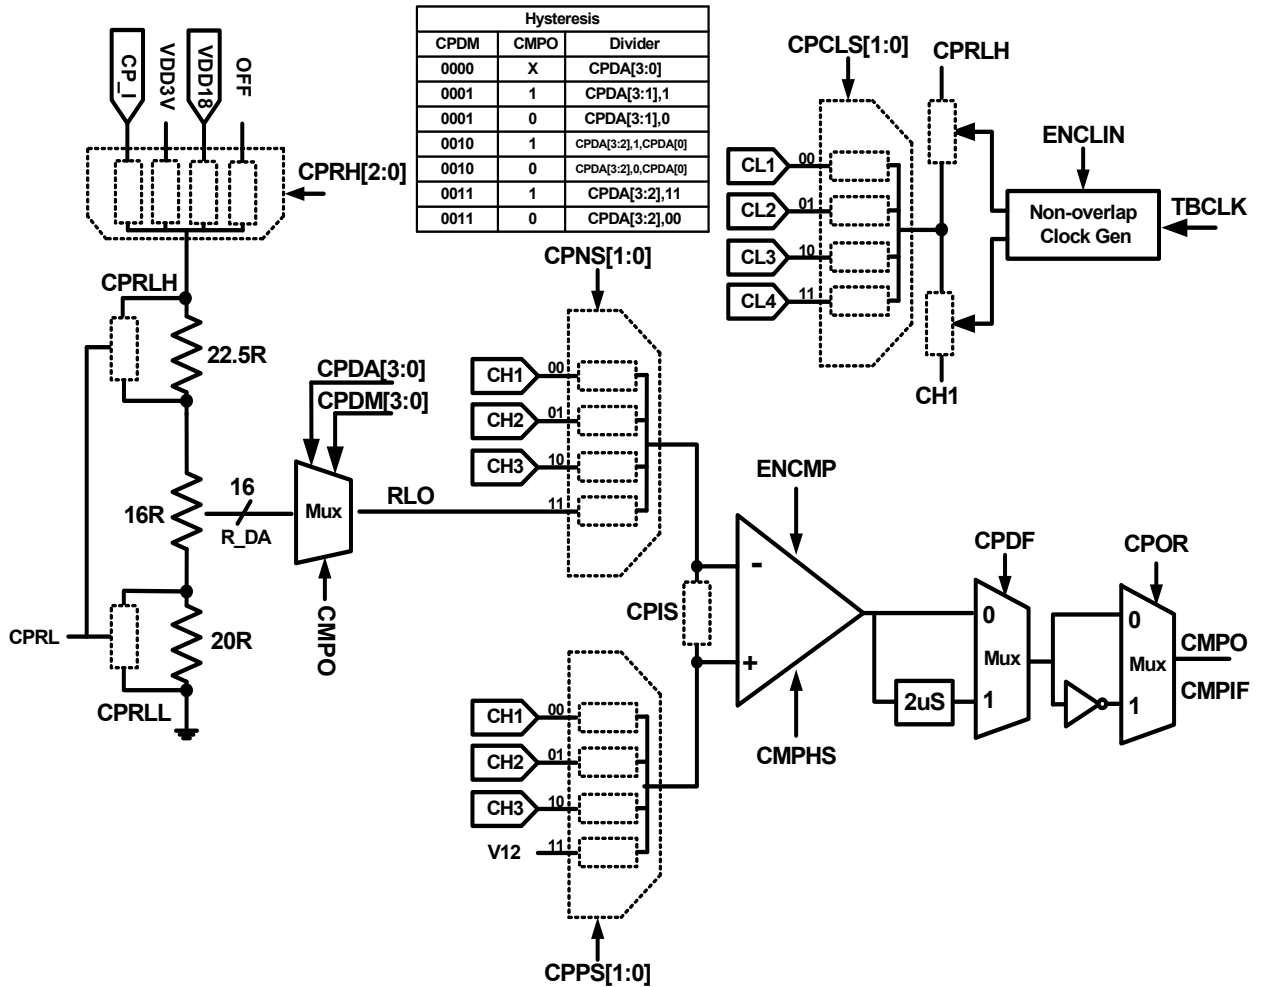 CP_I
VDD3V
VDD18
OFF
CPRH[2:0]
Hysteresis
CPDM CMPO Divider
0000 X CPDA[3:0]
0001 1 CPDA[3:1],1
0001 0 CPDA[3:1],0
0010 1 CPDA[3:2],1,CPDA[0]
0010 0 CPDA[3:2],0,CPDA[0]
0011 1 CPDA[3:2],11
0011 0 CPDA[3:2],00
CPCLS[1:0]
CPRLH
CL1 00
CL2 01
CL3 10
CL4 11
ENCLIN
Non-overlap
Clock Gen
TBCLK
CH1
CPRLH
22.5R
16R
20R
CPRL
CPRLL
16
R_DA
CPDA[3:0]
CPDM[3:0]
Mux
CMPO
RLO
CPNS[1:0]
CH1 00
CH2 01
CH3 10
11
CPIS
CH1 00
CH2 01
CH3 10
V12 11
CPPS[1:0]
ENCMP
-
+
CMPHS
2uS
CPDF
0
Mux
1
CPOR
0
Mux
1
CMPO
CMPIF